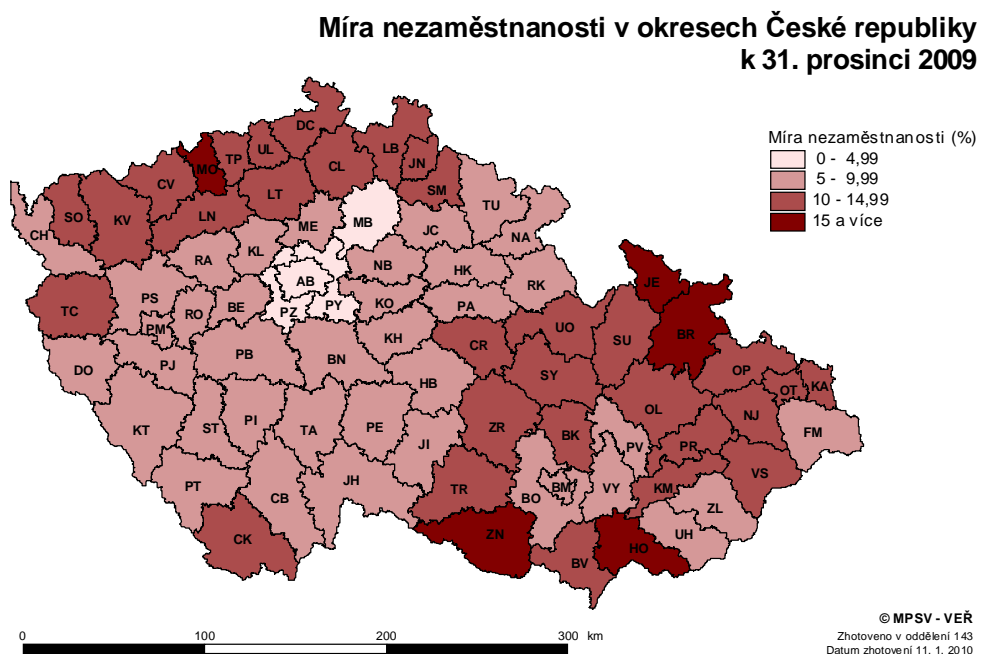 Míra nezaměstnanosti v okresech České republiky
k 31. prosinci 2009
Míra nezaměstnanosti (%)
0 - 4,99
5 - 9,99
10 - 14,99
15 a více
DC
UL
TP
MO
LB
JN
CL
CV
LT
SM
SO
KV
LN
MB
TU
CH
ME
JC
NA
RA
KL
NB
HK
AB
RK
JE
TC
PS
RO
BE
PZ
PY
KO
PA
PM
UO
BR
PB
KH
CR
SU
DO
PJ
BN
OP
SY
HB
OT
KA
OL
NJ
KT
ST
PI
TA
PE
ZR
BK
FM
JI
PV
PR
VS
PT
CB
JH
TR
BO
BM
VY
KM
ZL
CK
ZN
HO
UH
BV
0 100 200 300 km
© MPSV - VEŘ
Zhotoveno v oddělení 143
Datum zhotovení 11. 1. 2010